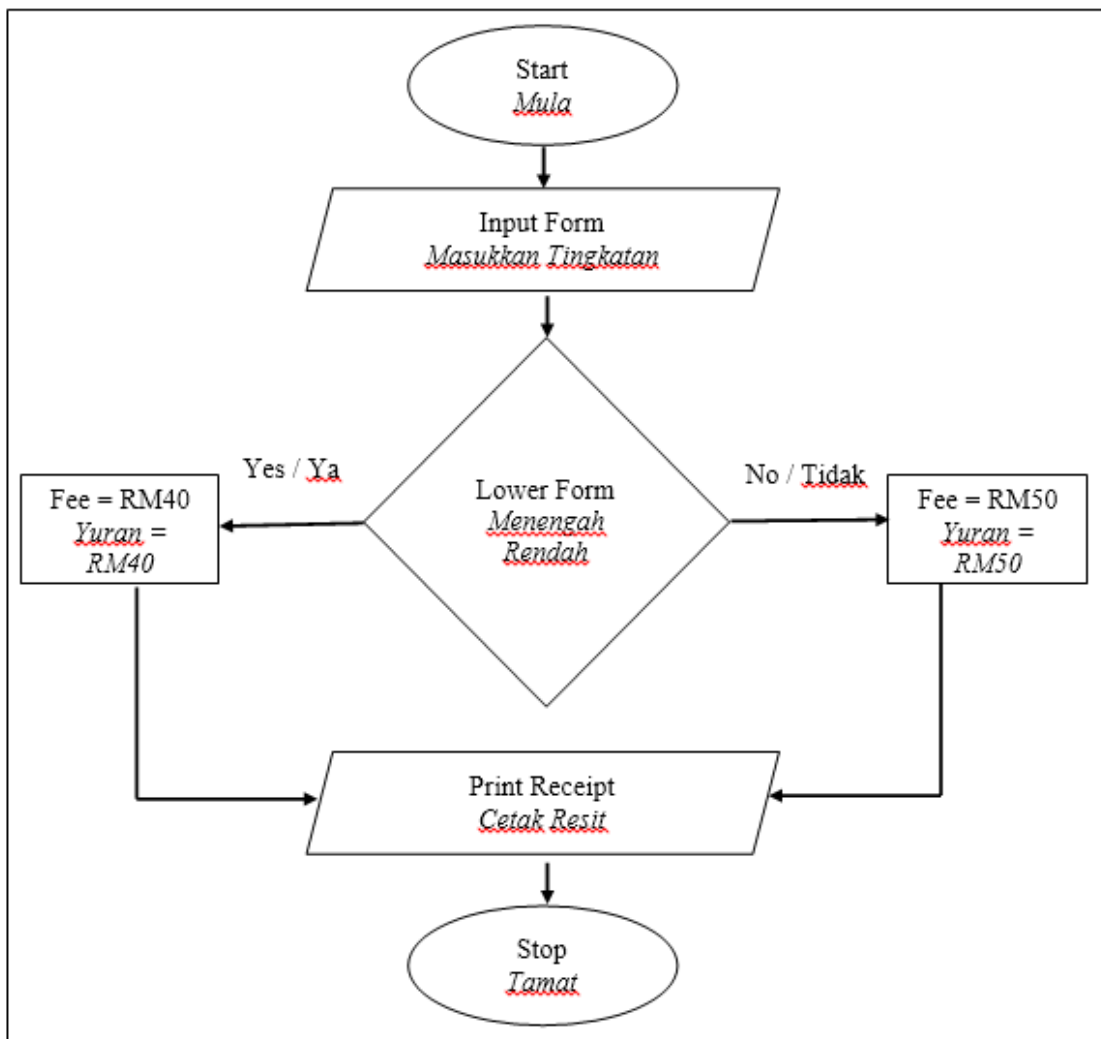 Start
Mula
Input Form
Masukkan Tingkatan
Yes / Ya
No / Tidak
Fee = RM40
Yuran =
RM40
Lower Form
Menengah
Rendah
Fee = RM50
Yuran =
RM50
Print Receipt
Cetak Resit
Stop
Tamat